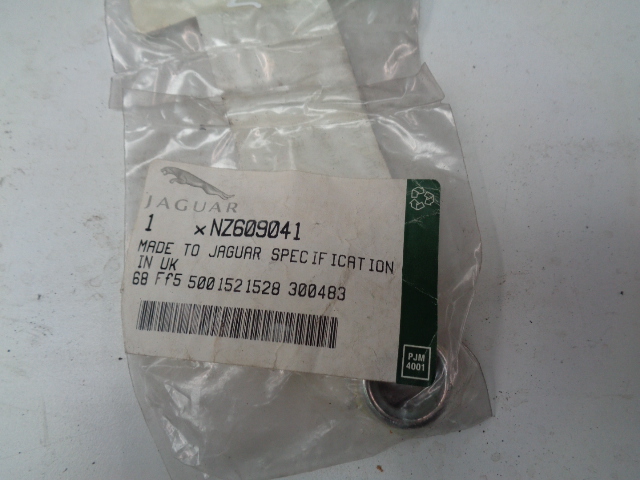 JAGUAR
1 ×NZ609041
MADE TO JAGUAR SPECIFICATION
IN UK
68 Ff5 5001521528 300483
PJM
4001